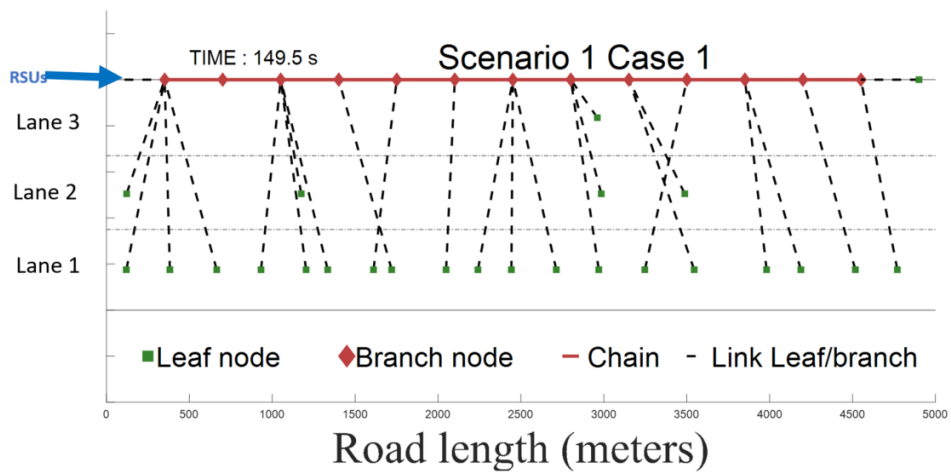 Scenario 1 Case 1
TIME : 149.5 s
RSUs
Lane 3
Lane 2
Lane 1
Leaf node
Branch node
Chain
Link Leaf/branch
0 500 1000 1500 2000 2500 3000 3500 4000 4500 5000
Road length (meters)